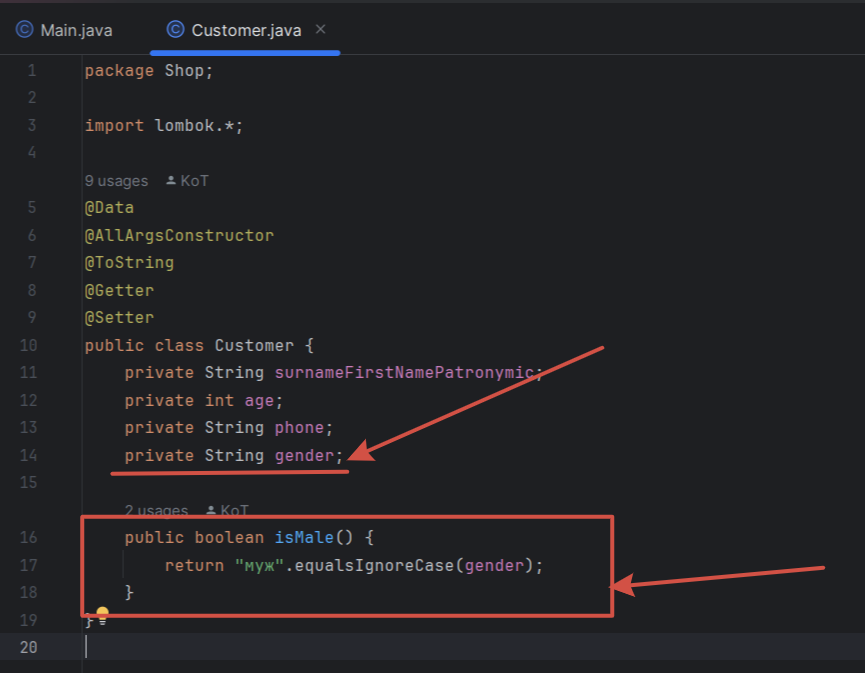 Main.java Customer.java
1 package Shop;
2
3 import lombok.*;
4
9 usages KoT
5 @Data
6 @AllArgsConstructor
7 @ToString
8 @Getter
9 @Setter
10 public class Customer {
11 private String surnameFirstNamePatronymic;
12 private int age;
13 private String phone;
14 private String gender;
15
2 usages KoT
16 public boolean isMale() {
17 return "муж".equalsIgnoreCase(gender);
18 }
19 }
20